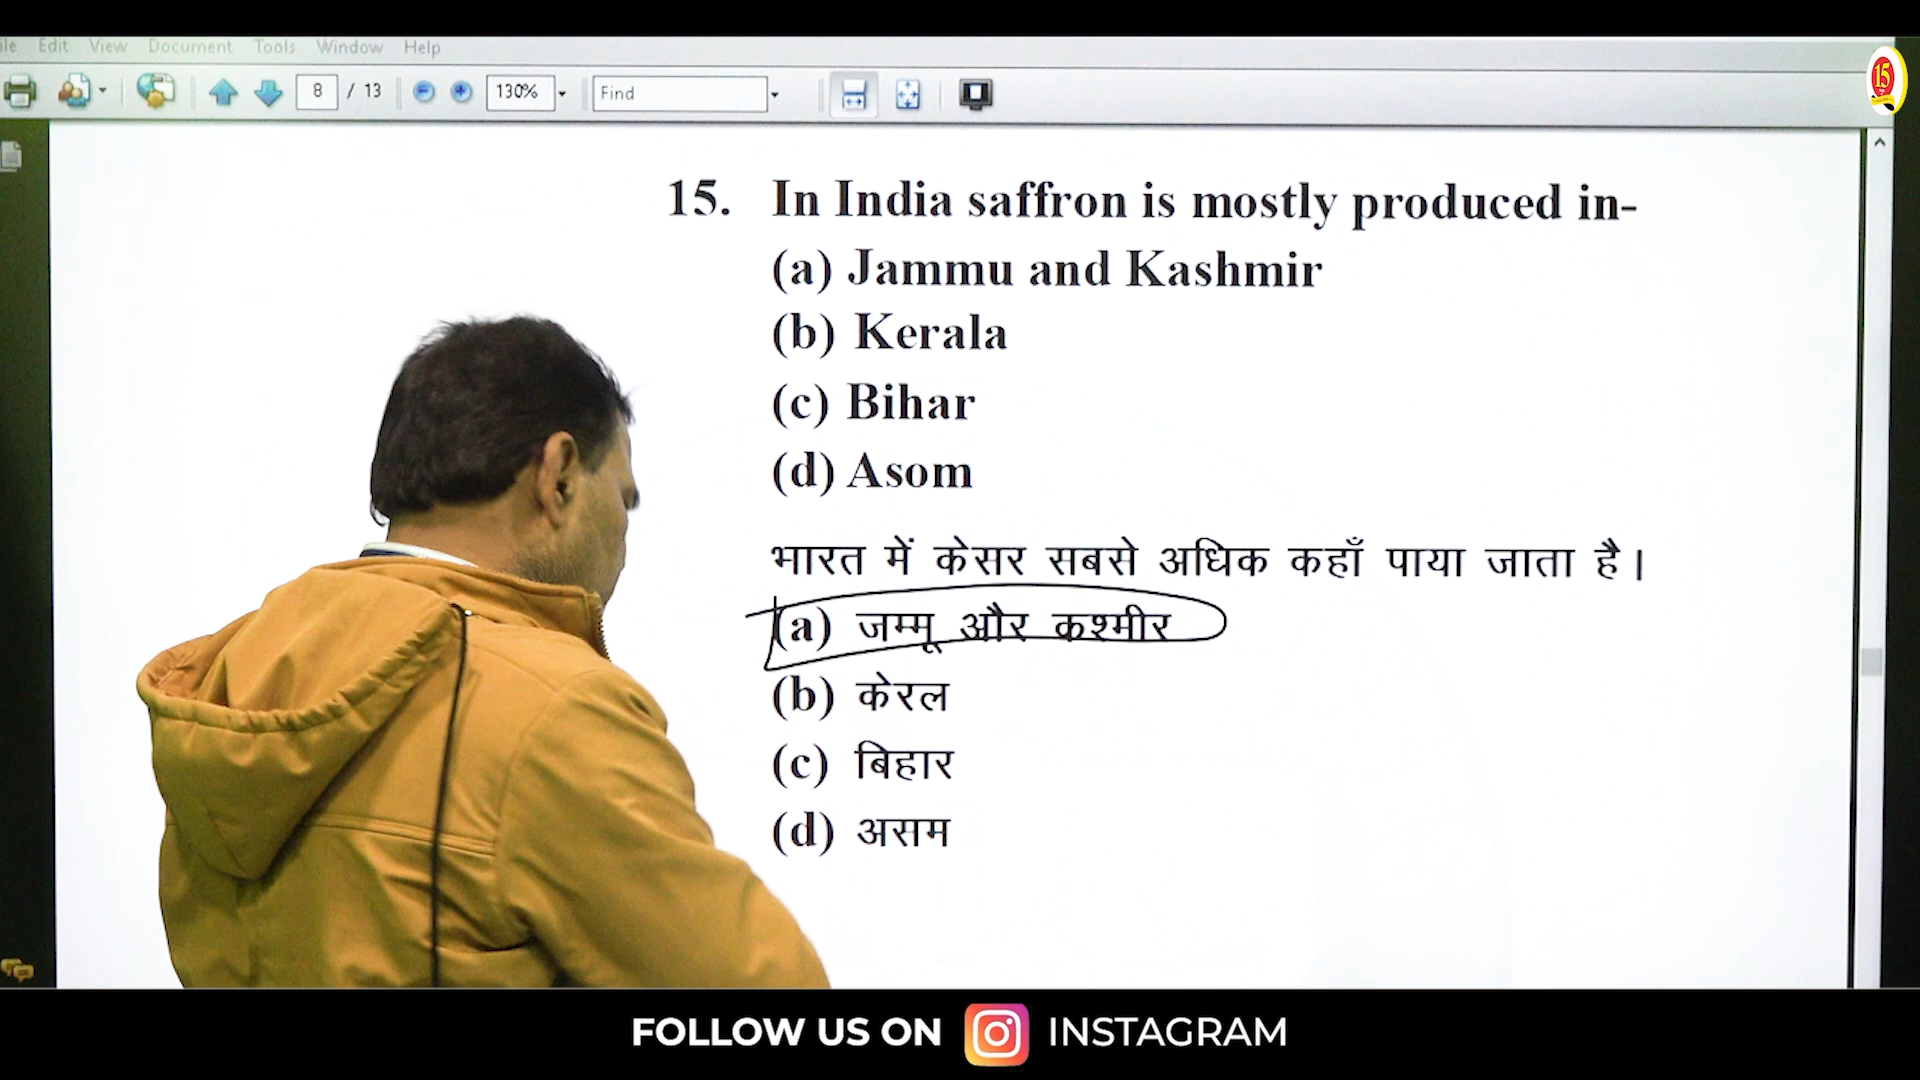 File Edit View Document Tools Window Help
8 / 13 130% Find
15
15. In India saffron is mostly produced in-
(a) Jammu and Kashmir
(b) Kerala
(c) Bihar
(d) Asom
भारत में केसर सबसे अधिक कहाँ पाया जाता है।
(a) जम्मू और कश्मीर
(b) केरल
(c) बिहार
(d) असम
FOLLOW US ON INSTAGRAM